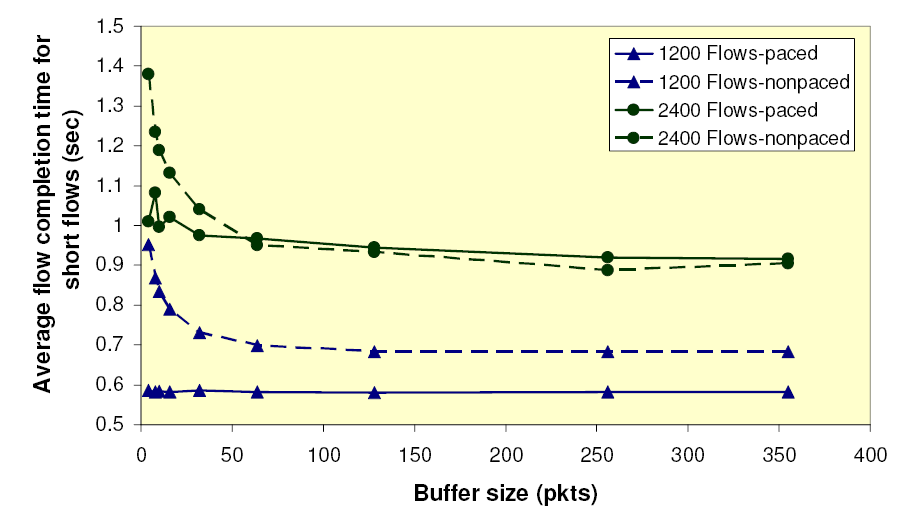 1200 Flows-paced
1200 Flows-nonpaced
2400 Flows-paced
2400 Flows-nonpaced
Average flow completion time for
short flows (sec)
1.5
1.4
1.3
1.2
1.1
1
0.9
0.8
0.7
0.6
0.5
0 50 100 150 200 250 300 350 400
Buffer size (pkts)